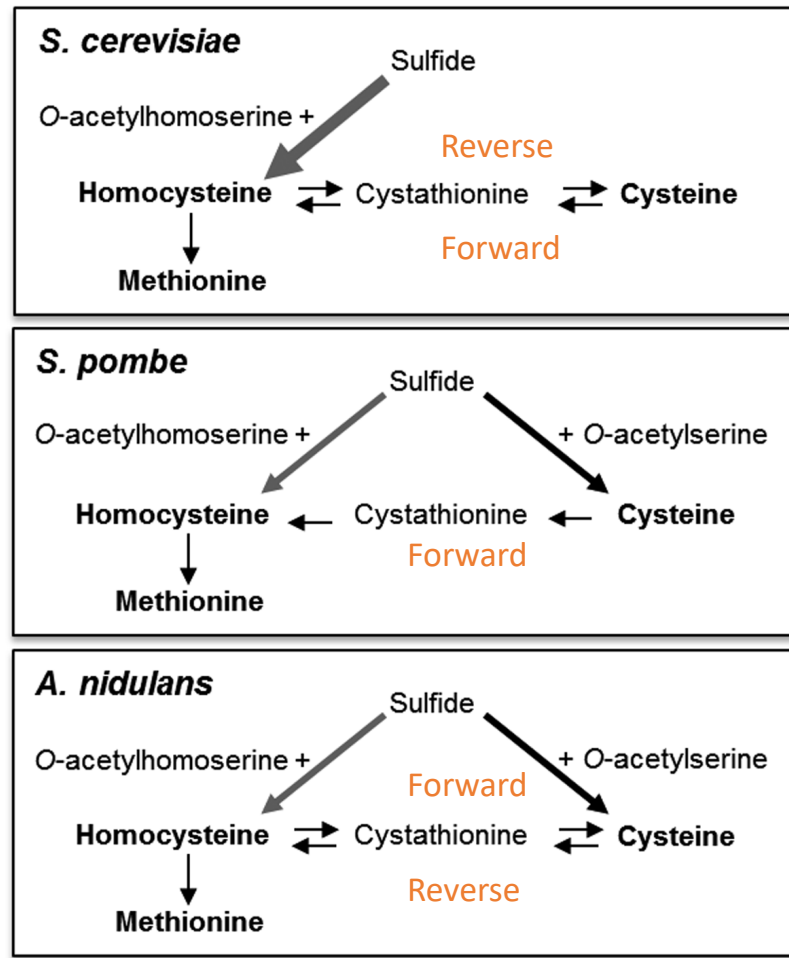 S. cerevisiae
Sulfide
O-acetylhomoserine +
Reverse
Homocysteine Cystathionine Cysteine
Forward
Methionine
S. pombe
Sulfide
O-acetylhomoserine + + O-acetylserine
Homocysteine Cystathionine Cysteine
Forward
Methionine
A. nidulans
Sulfide
O-acetylhomoserine + + O-acetylserine
Forward
Homocysteine Cystathionine Cysteine
Reverse
Methionine